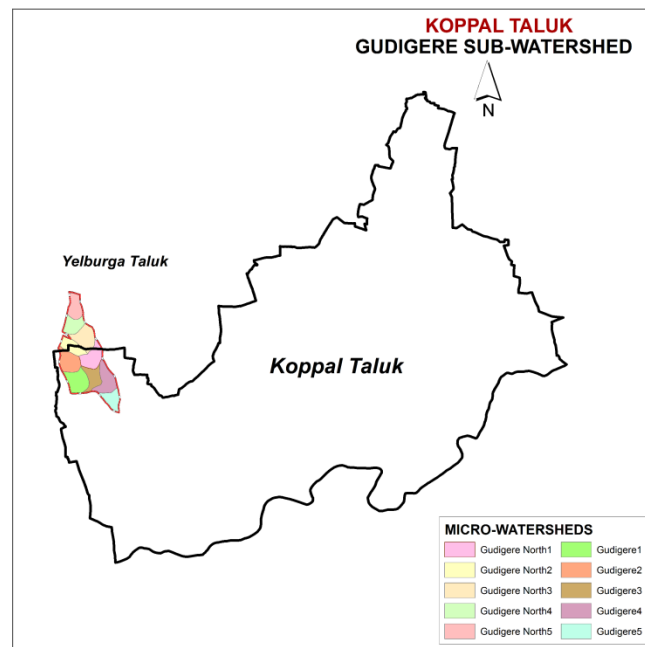 KOPPAL TALUK
GUDIGERE SUB-WATERSHED
N
Yelburga Taluk
Koppal Taluk
MICRO-WATERSHEDS
Gudigere North1
Gudigere1
Gudigere North2
Gudigere2
Gudigere North3
Gudigere3
Gudigere North4
Gudigere4
Gudigere North5
Gudigere5